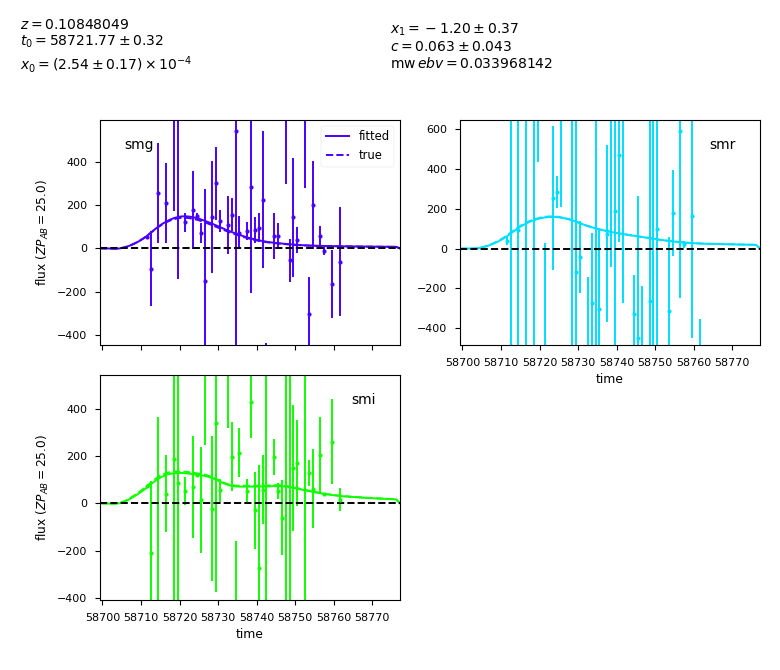 z = 0.10848049
t₀ = 58721.77 ± 0.32
x₀ = (2.54 ± 0.17) × 10⁻⁴
x₁ = −1.20 ± 0.37
c = 0.063 ± 0.043
mw ebv = 0.033968142
smg
fitted
true
400
200
0
−200
−400
flux (ZP_AB = 25.0)
smr
600
400
200
0
−200
−400
58700 58710 58720 58730 58740 58750 58760 58770
time
smi
400
200
0
−200
−400
flux (ZP_AB = 25.0)
58700 58710 58720 58730 58740 58750 58760 58770
time